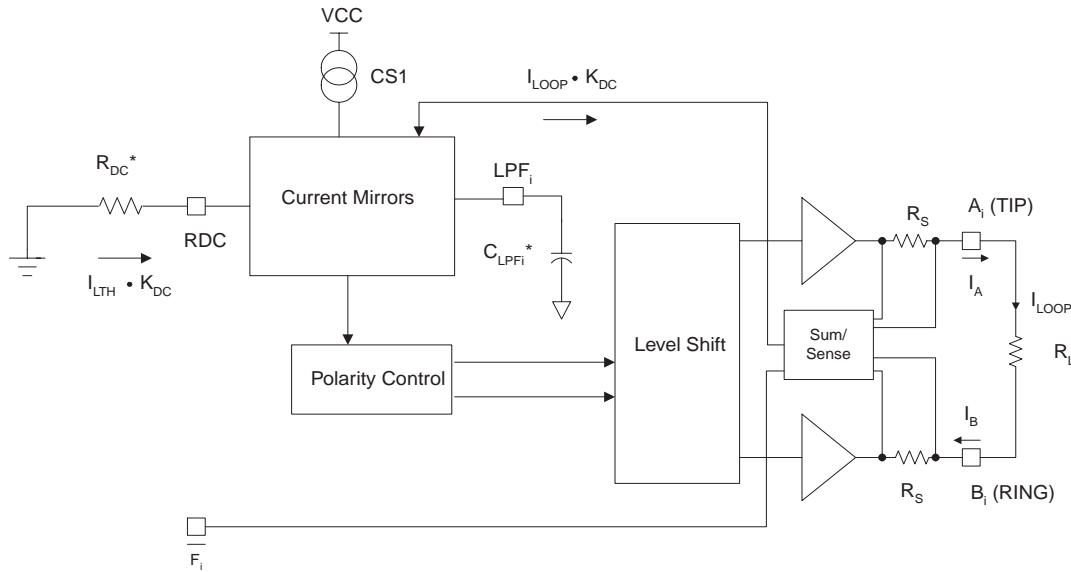 VCC
CS1
I_LOOP • K_DC
R_DC*
Current Mirrors
LPF_i
RDC
I_LTH • K_DC
C_LPFi*
R_S
A_i (TIP)
I_A
I_LOOP
Level Shift
Sum/
Sense
R_L
Polarity Control
I_B
R_S
B_i (RING)
F_i